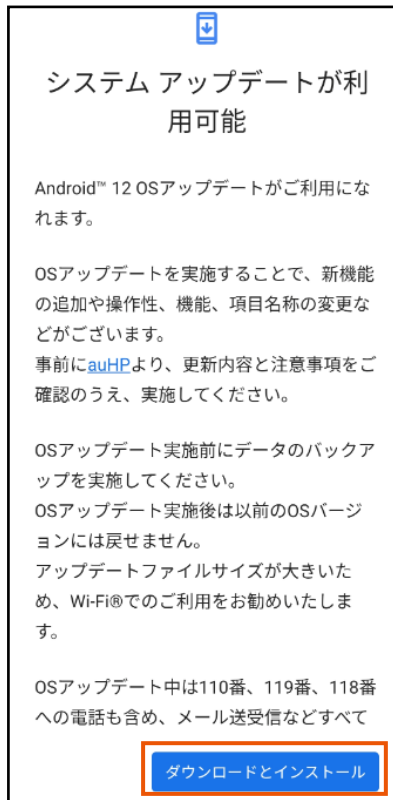 システム アップデートが利
用可能
Android™ 12 OSアップデートがご利用にな
れます。
OSアップデートを実施することで、新機能
の追加や操作性、機能、項目名称の変更な
どがございます。
事前にauHPより、更新内容と注意事項をご
確認のうえ、実施してください。
OSアップデート実施前にデータのバックア
ップを実施してください。
OSアップデート実施後は以前のOSバージ
ョンには戻せません。
アップデートファイルサイズが大きいた
め、Wi-Fi®でのご利用をお勧めいたしま
す。
OSアップデート中は110番、119番、118番
への電話も含め、メール送受信などすべて
ダウンロードとインストール